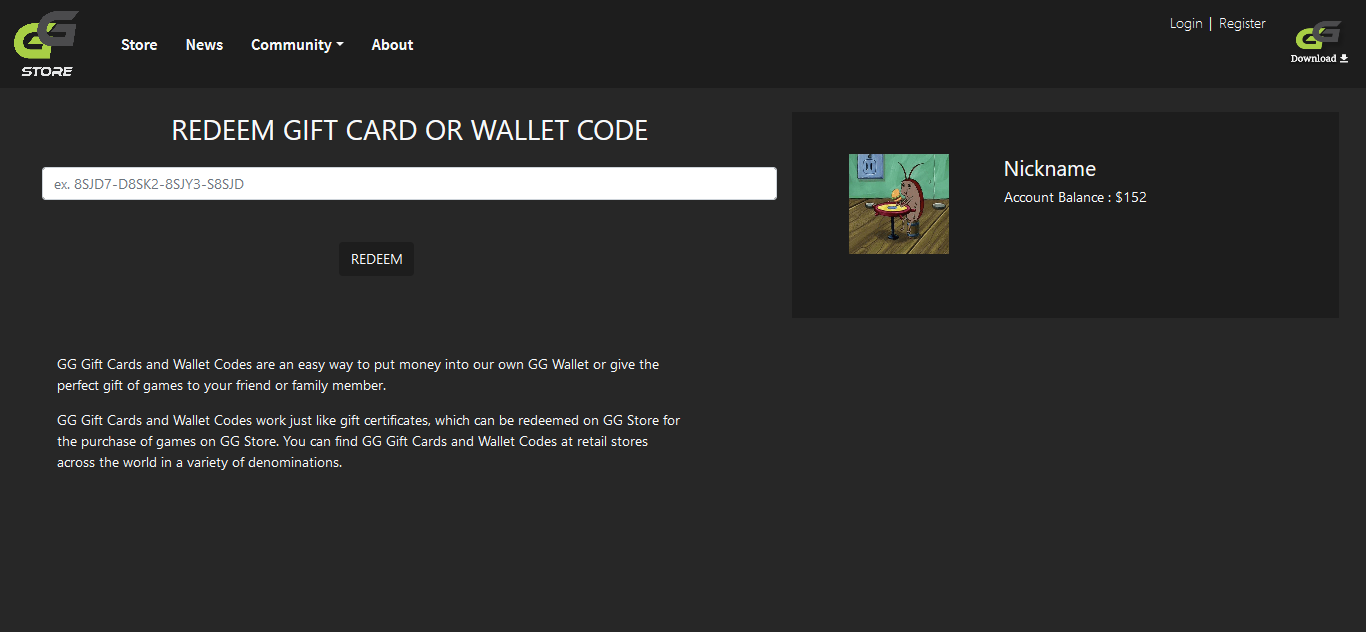 GG
STORE
Store
News
Community
About
Login | Register
GG
Download
REDEEM GIFT CARD OR WALLET CODE
ex. 8SJD7-D8SK2-8SJY3-S8SJD
REDEEM
Nickname
Account Balance : $152
GG Gift Cards and Wallet Codes are an easy way to put money into our own GG Wallet or give the
perfect gift of games to your friend or family member.
GG Gift Cards and Wallet Codes work just like gift certificates, which can be redeemed on GG Store for
the purchase of games on GG Store. You can find GG Gift Cards and Wallet Codes at retail stores
across the world in a variety of denominations.